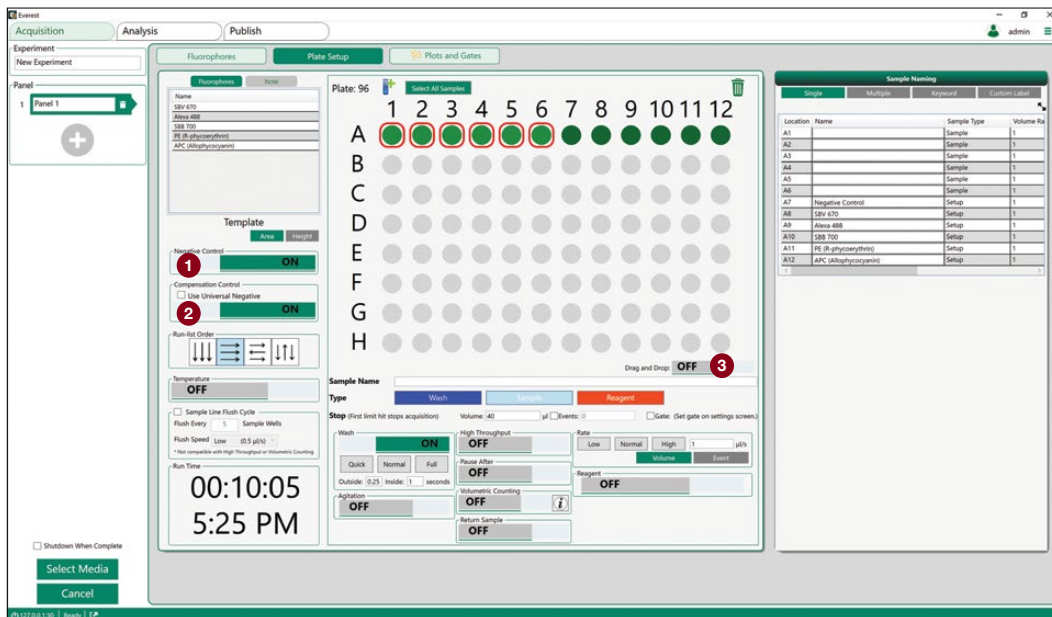 Everest
Acquisition Analysis Publish admin
Experiment
New Experiment
Panel
1 Panel 1
Fluorophores Plate Setup Plots and Gates
Fluorophores Note
Name
SBV 670
Alexa 488
SBB 700
PE (R-phycoerythrin)
APC (Allophycocyanin)
Template
Area Height
Negative Control
1 ON
Compensation Control
Use Universal Negative
2 ON
Run-list Order
Temperature
OFF
Sample Line Flush Cycle
Flush Every 5 Sample Wells
Flush Speed Low (0.5 µl/s)
* Not compatible with High Throughput or Volumetric Counting
Run Time
00:10:05
5:25 PM
Plate: 96 Select All Samples
1 2 3 4 5 6 7 8 9 10 11 12
A
B
C
D
E
F
G
H
Drag and Drop: OFF 3
Sample Name
Type Wash Sample Reagent
Stop (First limit hit stops acquisition) Volume: 40 µl Events: 0 Gate: (Set gate on settings screen.)
Wash
ON
Quick Normal Full
Outside: 0.25 Inside: 1 seconds
Agitation
OFF
High Throughput
OFF
Pause After
OFF
Volumetric Counting
OFF i
Return Sample
OFF
Rate
Low Normal High 1 µl/s
Volume Event
Reagent
OFF
Sample Naming
Single Multiple Keyword Custom Label
Location Name Sample Type Volume Ra
A1 Sample 1
A2 Sample 1
A3 Sample 1
A4 Sample 1
A5 Sample 1
A6 Sample 1
A7 Negative Control Setup 1
A8 SBV 670 Setup 1
A9 Alexa 488 Setup 1
A10 SBB 700 Setup 1
A11 PE (R-phycoerythrin) Setup 1
A12 APC (Allophycocyanin) Setup 1
Shutdown When Complete
Select Media
Cancel
127.0.0.1:30 Ready